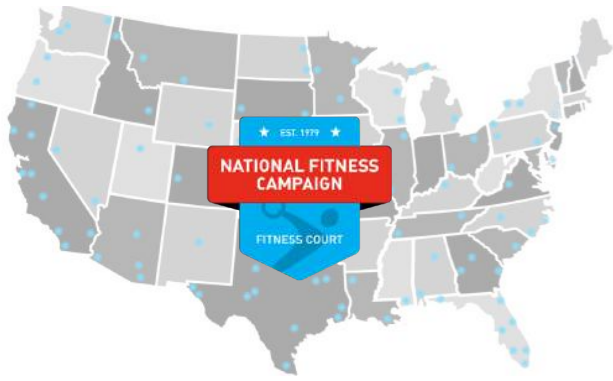 ★ EST. 1979 ★
NATIONAL FITNESS
CAMPAIGN
FITNESS COURT